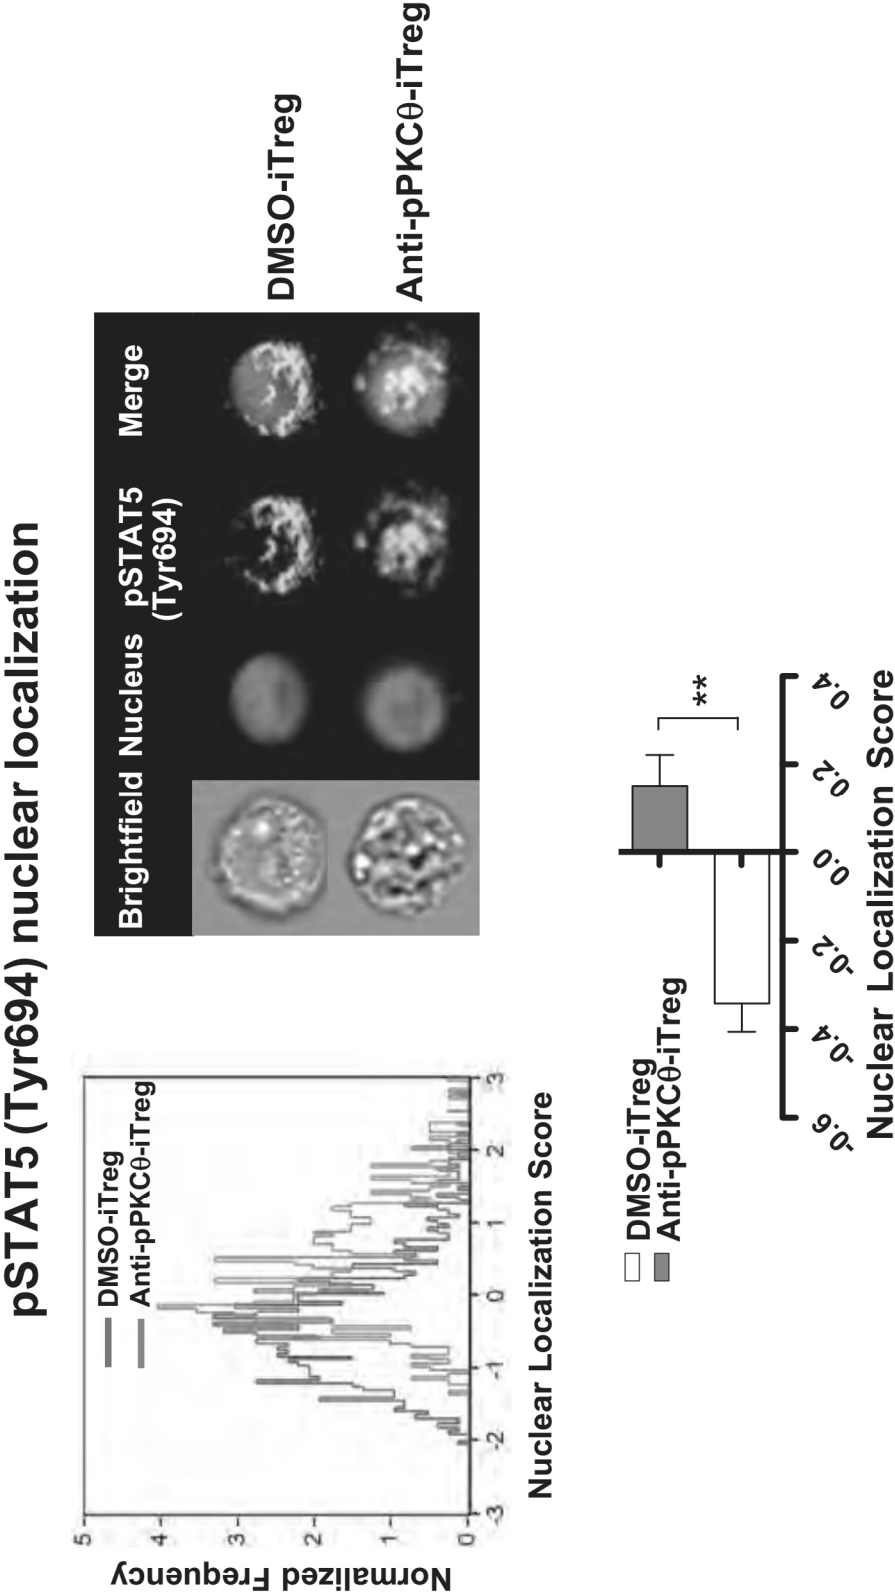 pSTAT5 (Tyr694) nuclear localization
DMSO-iTreg
Anti-pPKCθ-iTreg
Normalized Frequency
5
4
3
2
1
0
-3
-2
-1
0
1
2
3
Nuclear Localization Score
Brightfield
Nucleus
pSTAT5
(Tyr694)
Merge
DMSO-iTreg
Anti-pPKCθ-iTreg
DMSO-iTreg
Anti-pPKCθ-iTreg
**
-0.6
-0.4
-0.2
0.0
0.2
0.4
Nuclear Localization Score